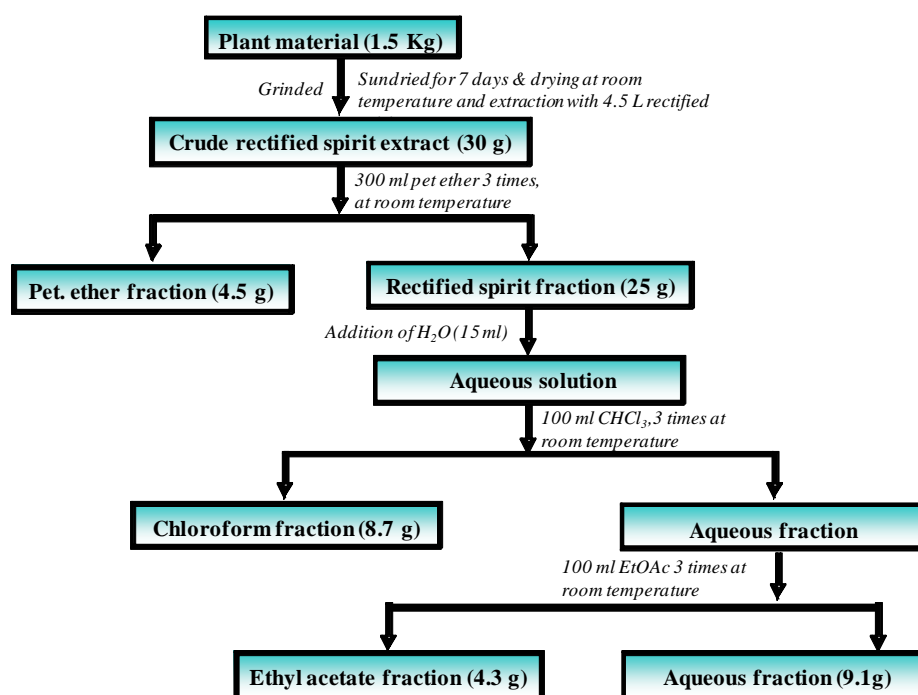 Plant material (1.5 Kg)
Grinded
Sundried for 7 days & drying at room
temperature and extraction with 4.5 L rectified
Crude rectified spirit extract (30 g)
300 ml pet ether 3 times,
at room temperature
Pet. ether fraction (4.5 g)
Rectified spirit fraction (25 g)
Addition of H₂O (15 ml)
Aqueous solution
100 ml CHCl₃, 3 times at
room temperature
Chloroform fraction (8.7 g)
Aqueous fraction
100 ml EtOAc 3 times at
room temperature
Ethyl acetate fraction (4.3 g)
Aqueous fraction (9.1g)